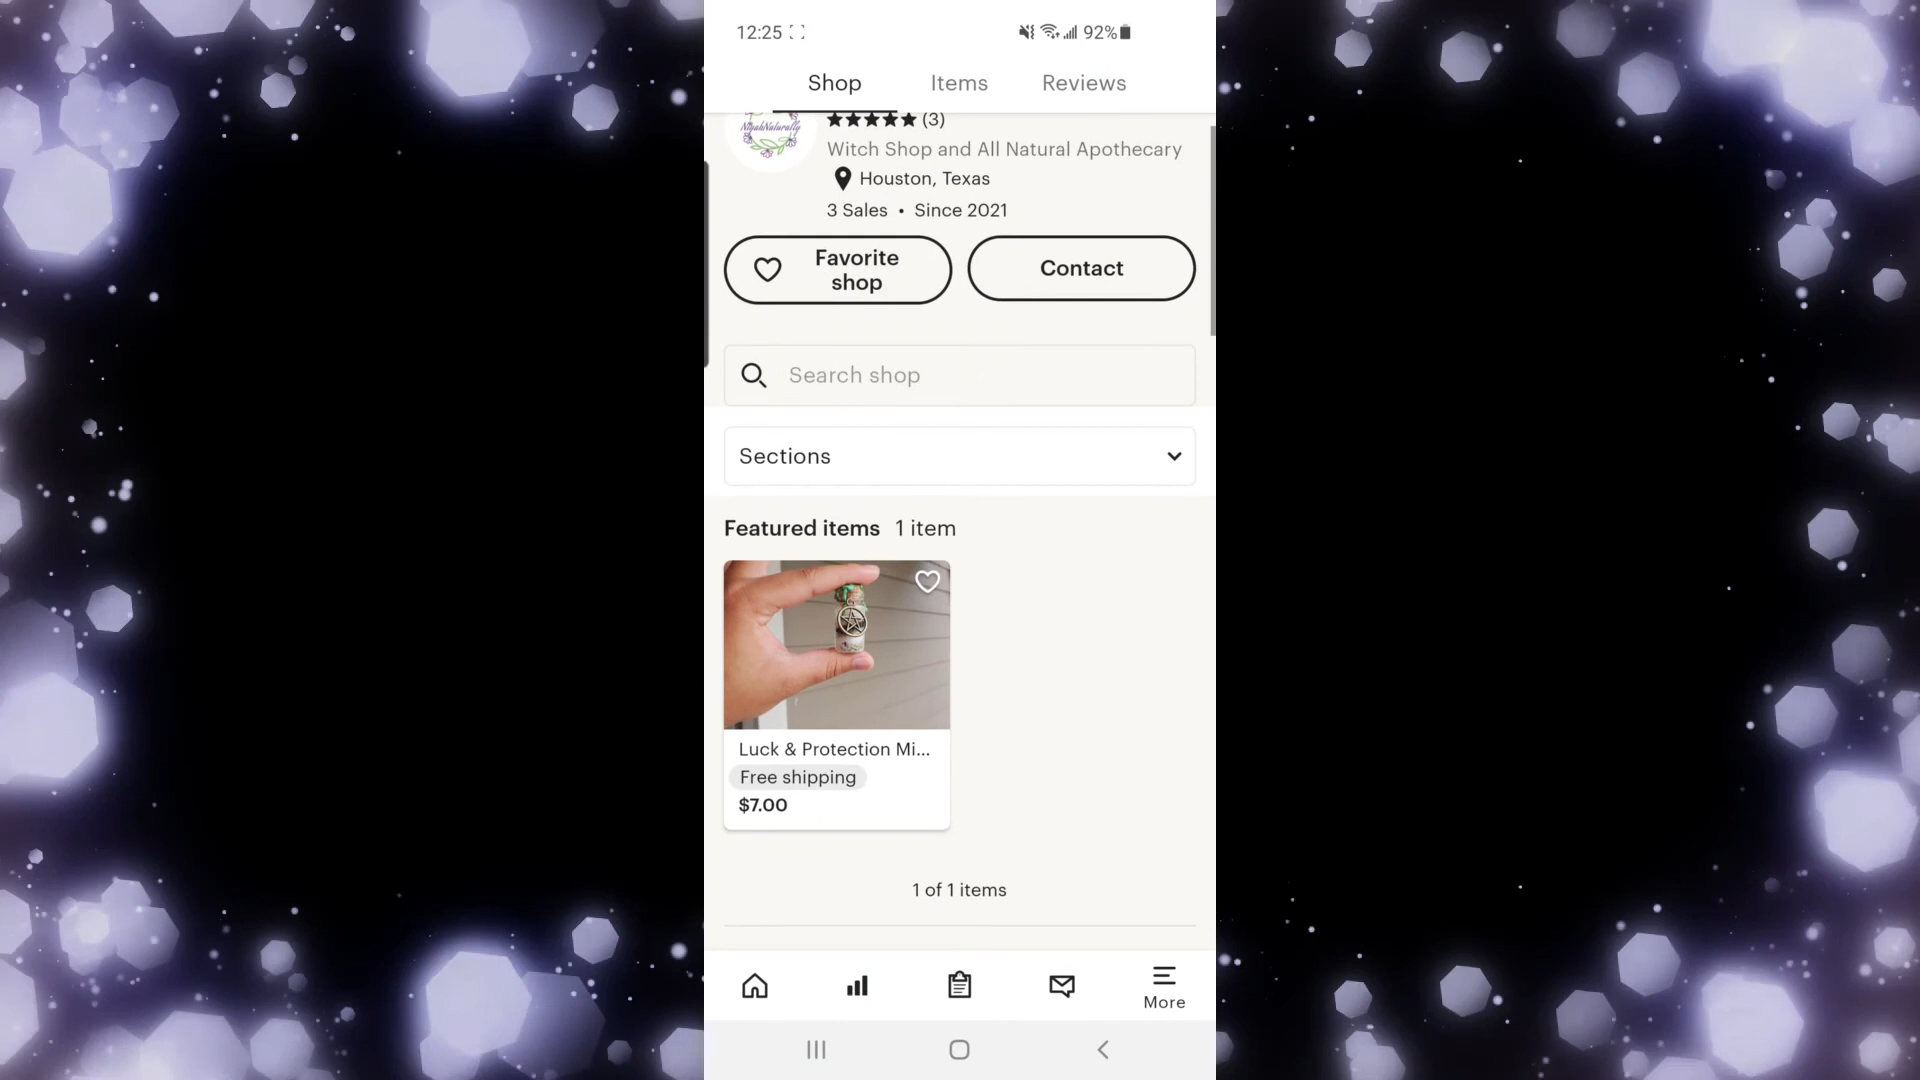 12:25
92%
Shop Items Reviews
NiyahNaturally
(3)
Witch Shop and All Natural Apothecary
Houston, Texas
3 Sales • Since 2021
Favorite
shop
Contact
Search shop
Sections
Featured items 1 item
Luck & Protection Mi...
Free shipping
$7.00
1 of 1 items
More